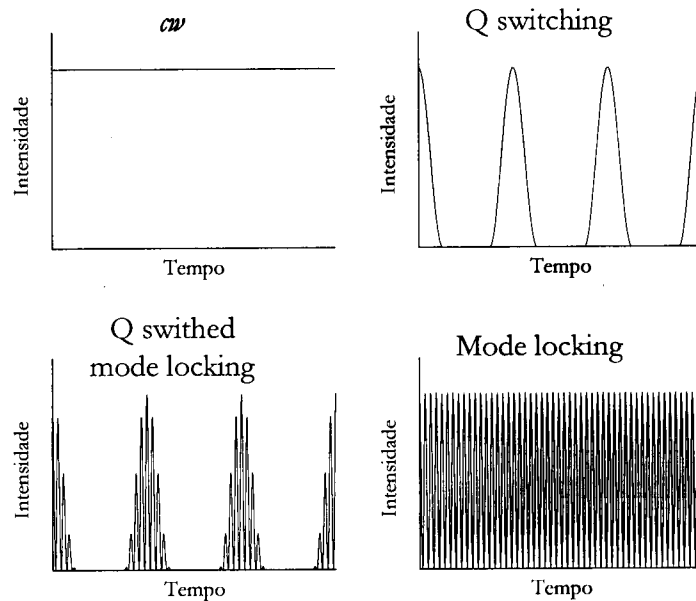 cw
Intensidade
Tempo
Q switching
Intensidade
Tempo
Q swithed
mode locking
Intensidade
Tempo
Mode locking
Intensidade
Tempo